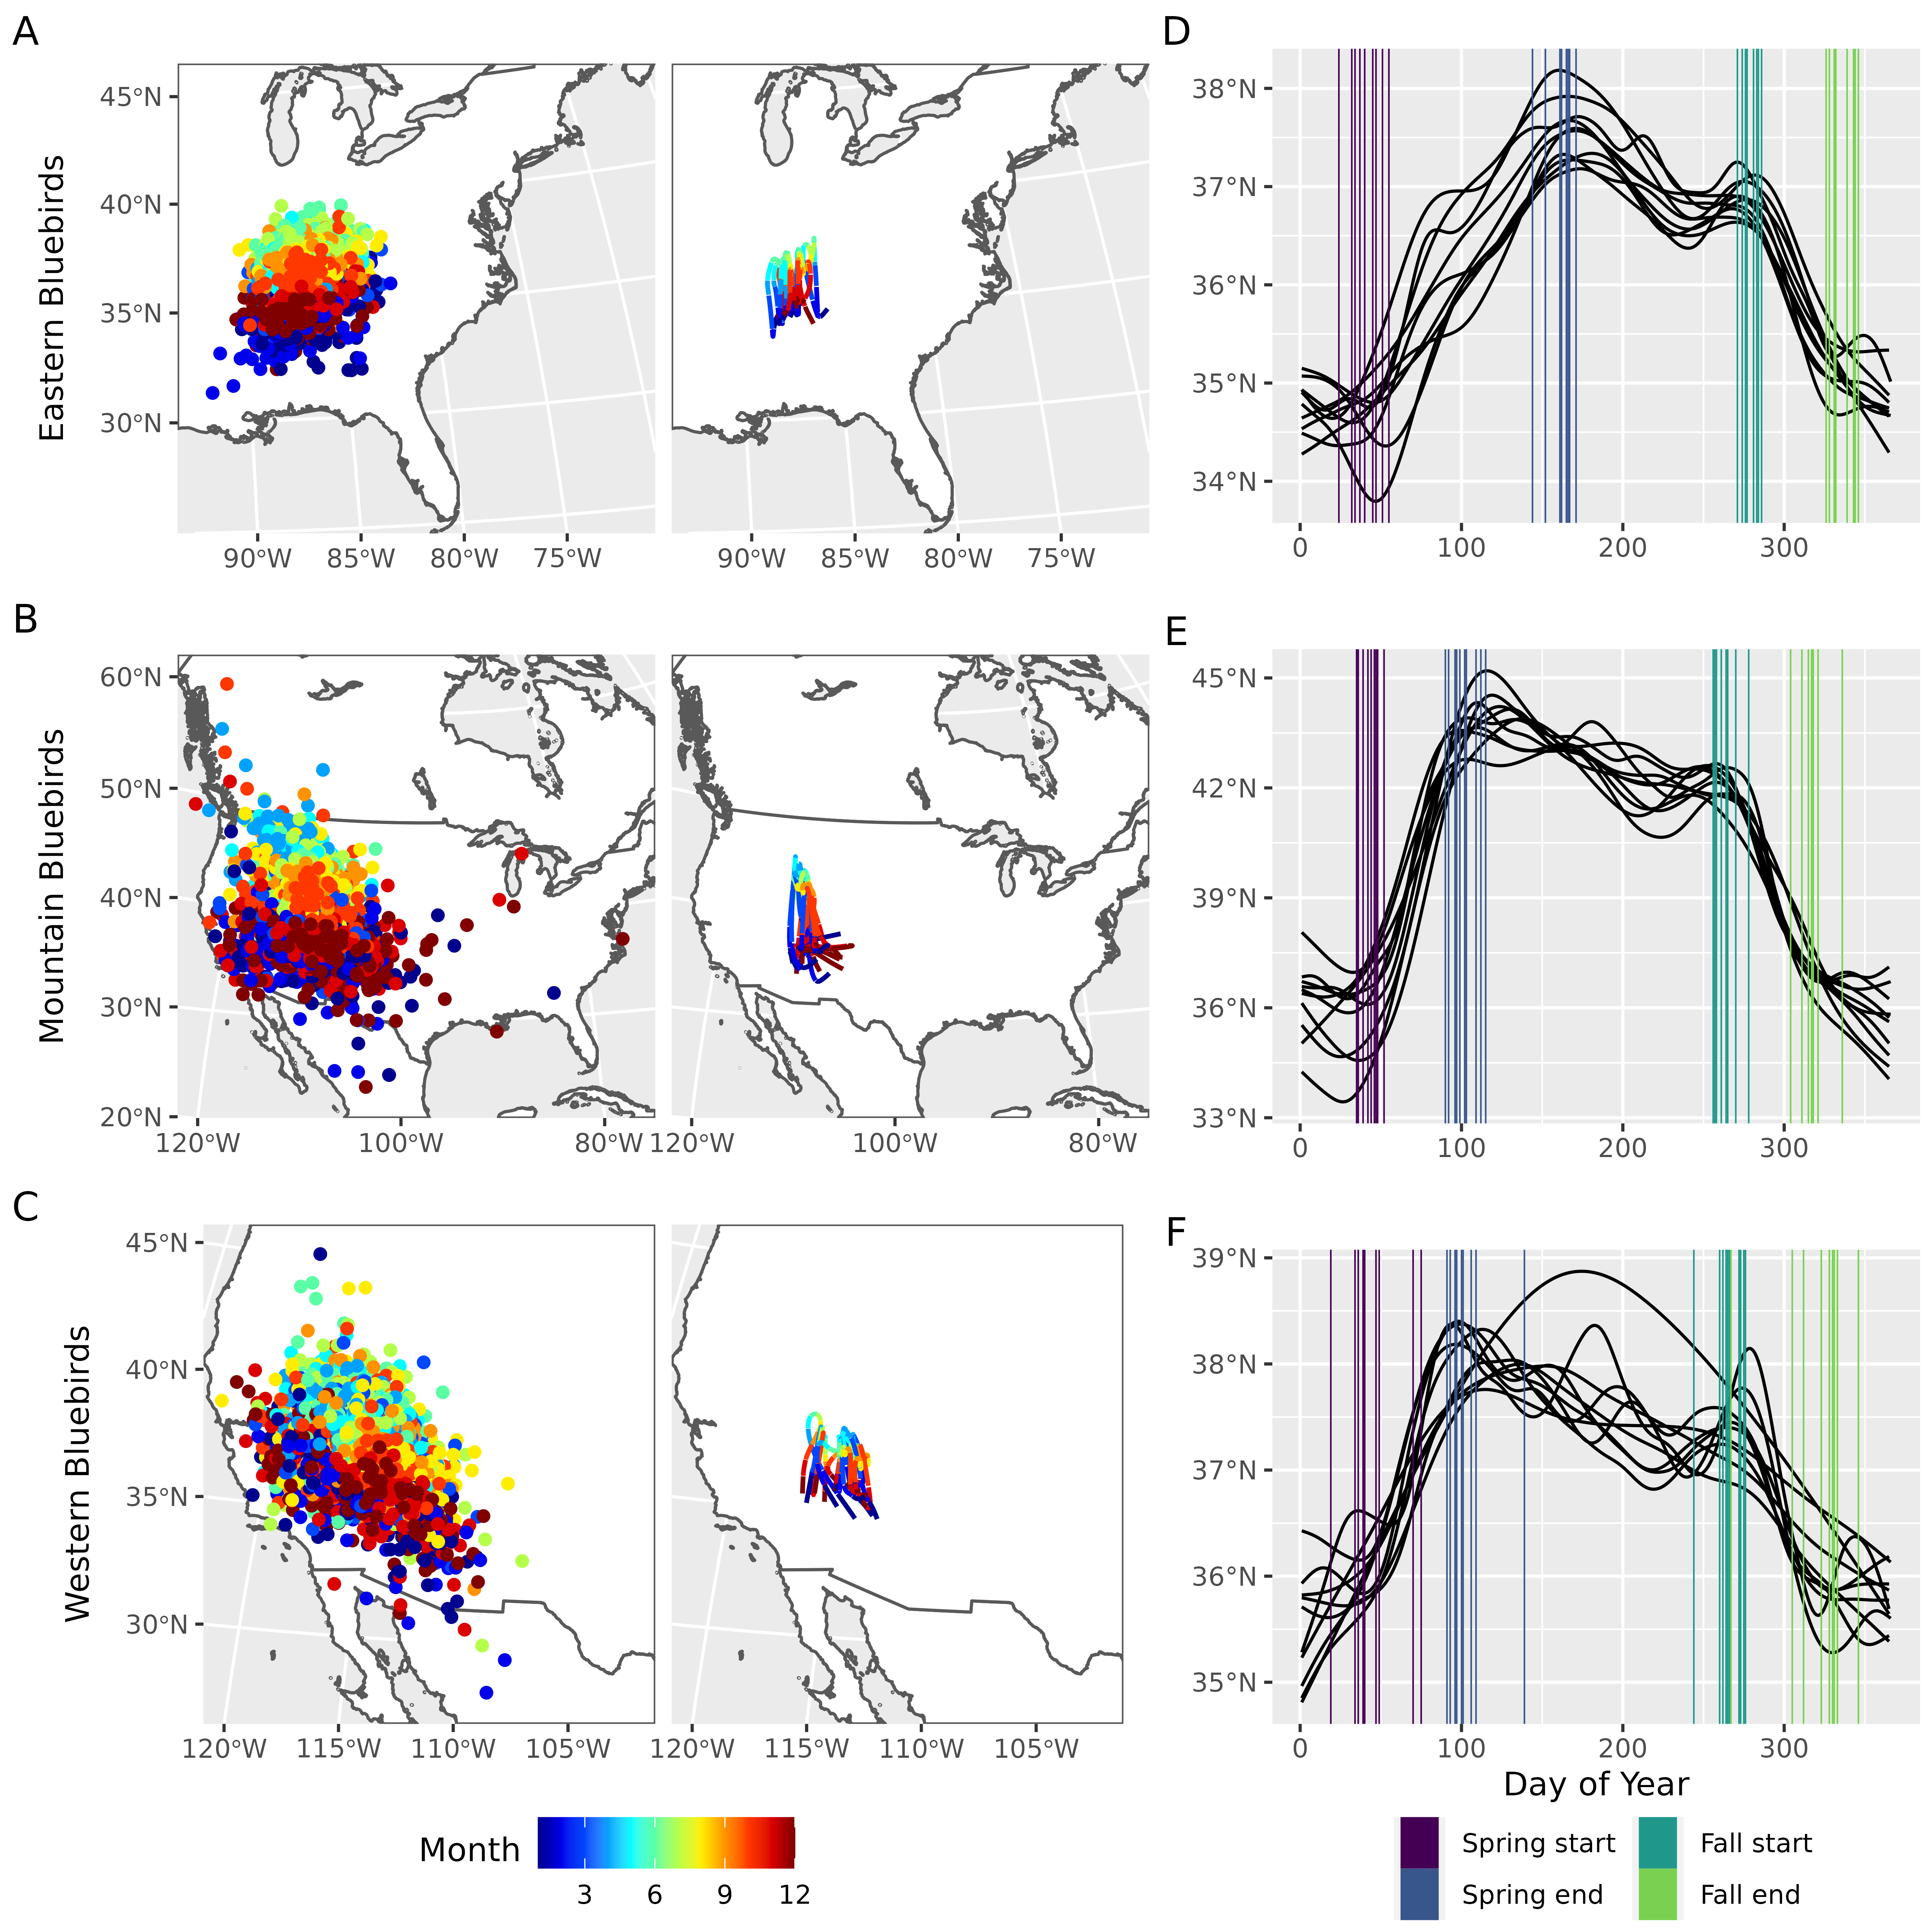 A
Eastern Bluebirds
45°N
40°N
35°N
30°N
90°W 85°W 80°W 75°W
90°W 85°W 80°W 75°W
D
38°N
37°N
36°N
35°N
34°N
0 100 200 300
B
Mountain Bluebirds
60°N
50°N
40°N
30°N
20°N
120°W 100°W 80°W
120°W 100°W 80°W
E
45°N
42°N
39°N
36°N
33°N
0 100 200 300
C
Western Bluebirds
45°N
40°N
35°N
30°N
120°W 115°W 110°W 105°W
120°W 115°W 110°W 105°W
F
39°N
38°N
37°N
36°N
35°N
0 100 200 300
Day of Year
Month
3 6 9 12
Spring start
Fall start
Spring end
Fall end